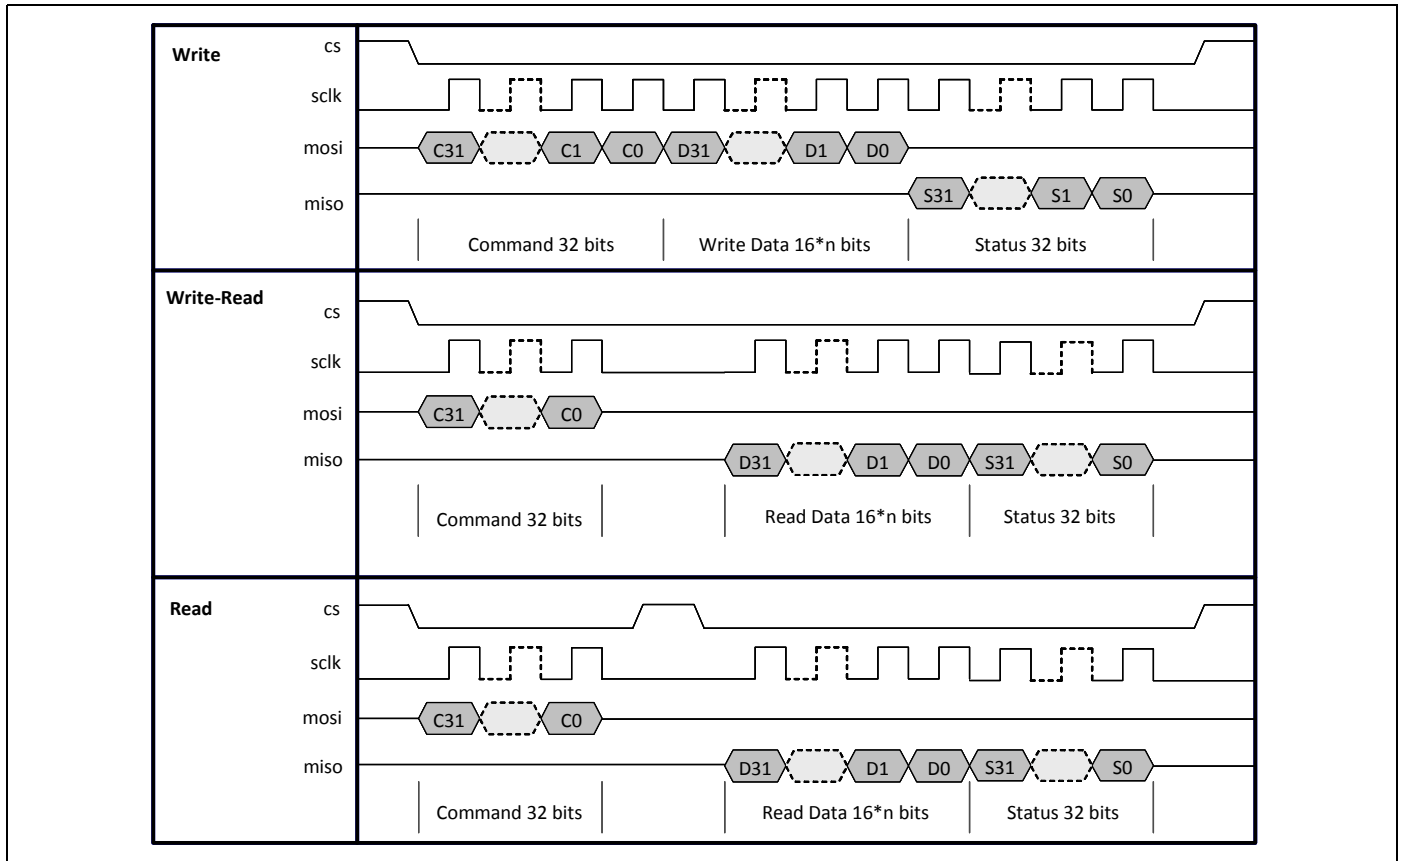 Write
cs
sclk
mosi C31 C1 C0 D31 D1 D0
miso S31 S1 S0
Command 32 bits Write Data 16*n bits Status 32 bits
Write-Read
cs
sclk
mosi C31 C0
miso D31 D1 D0 S31 S0
Command 32 bits Read Data 16*n bits Status 32 bits
Read cs
sclk
mosi C31 C0
miso D31 D1 D0 S31 S0
Command 32 bits Read Data 16*n bits Status 32 bits